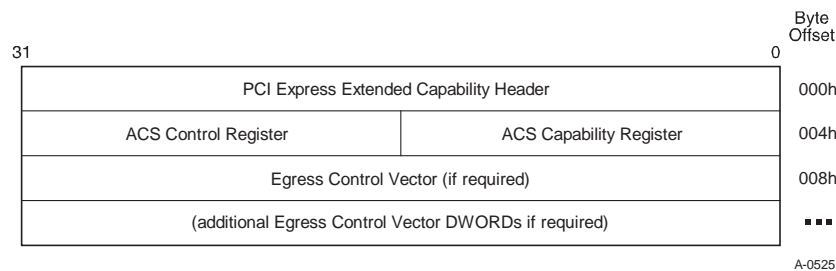 Byte
Offset
31 0
PCI Express Extended Capability Header 000h
ACS Control Register ACS Capability Register 004h
Egress Control Vector (if required) 008h
(additional Egress Control Vector DWORDs if required) ...
A-0525